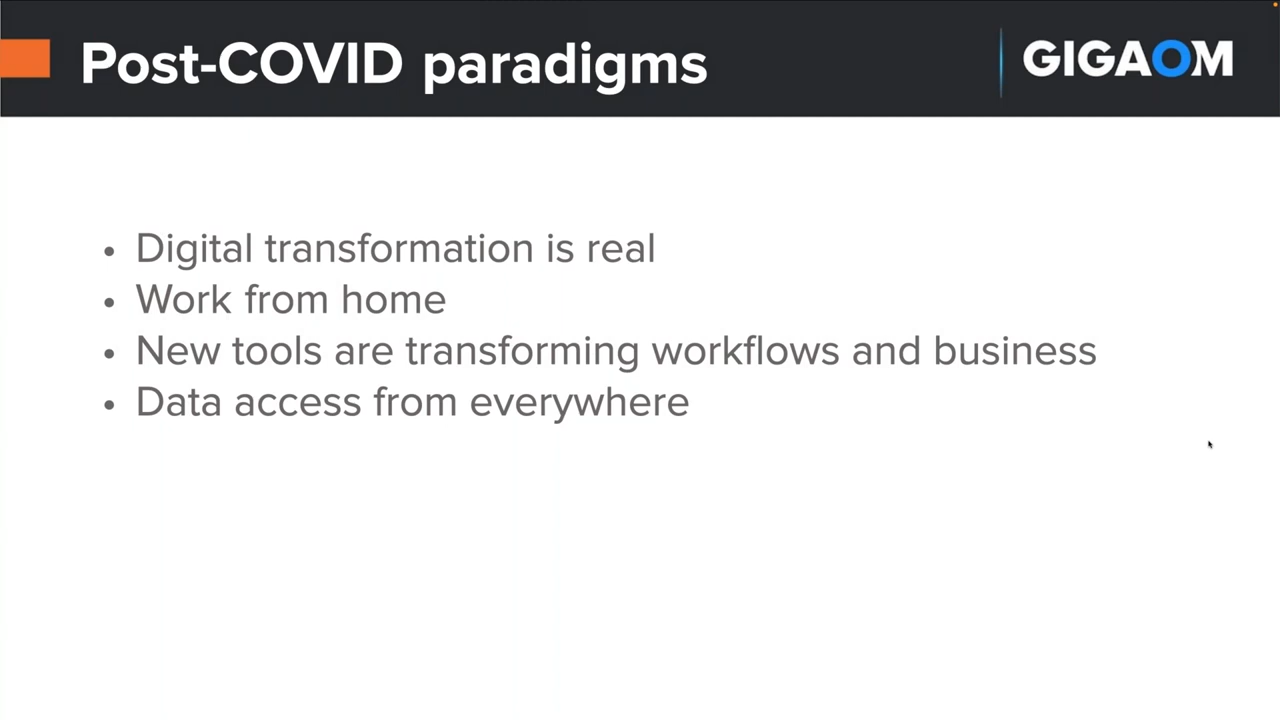 Post-COVID paradigms
GIGAOM
• Digital transformation is real
• Work from home
• New tools are transforming workflows and business
• Data access from everywhere